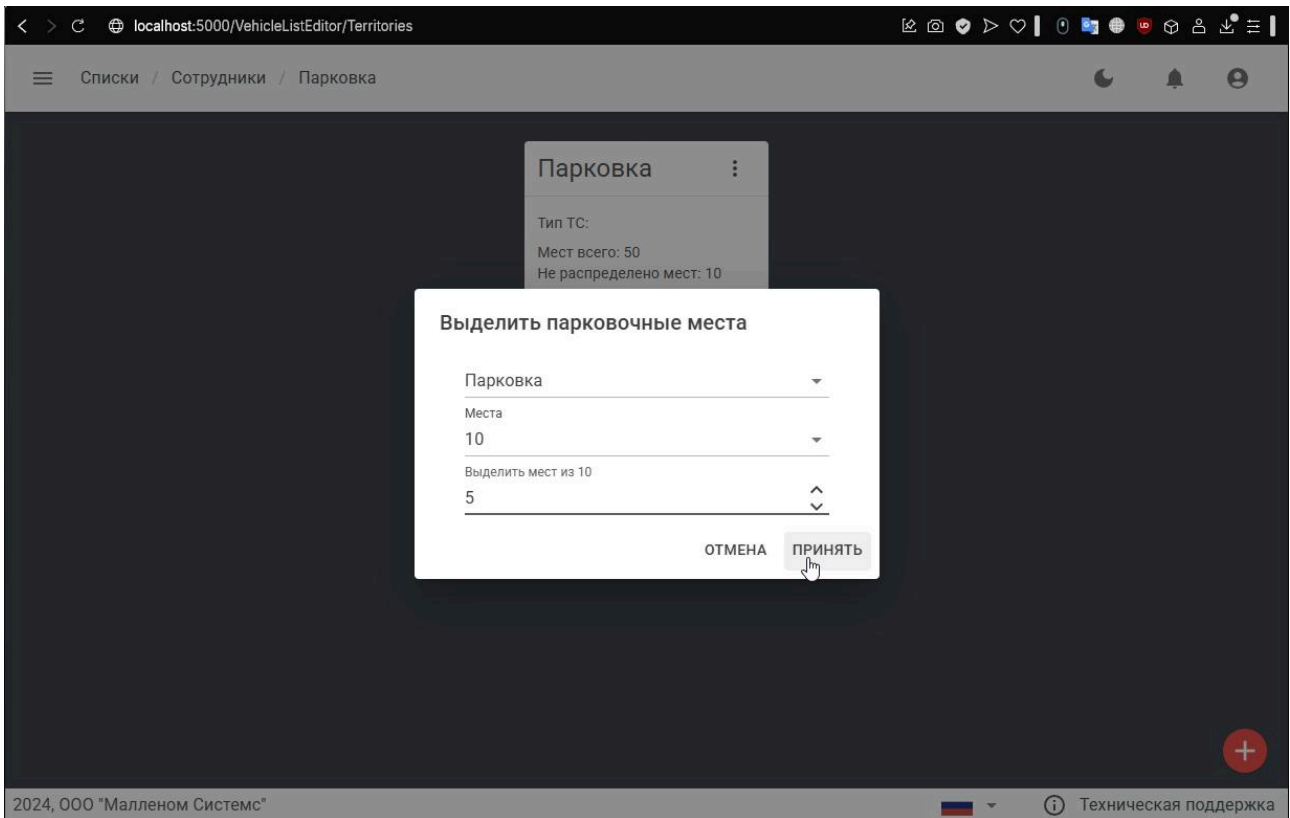 localhost:5000/VehicleListEditor/Territories
Списки / Сотрудники / Парковка
Парковка
Тип ТС:
Мест всего: 50
Не распределено мест: 10
Выделить парковочные места
Парковка
Места
10
Выделить мест из 10
5
ОТМЕНА ПРИНЯТЬ
2024, ООО "Малленом Системс" Техническая поддержка